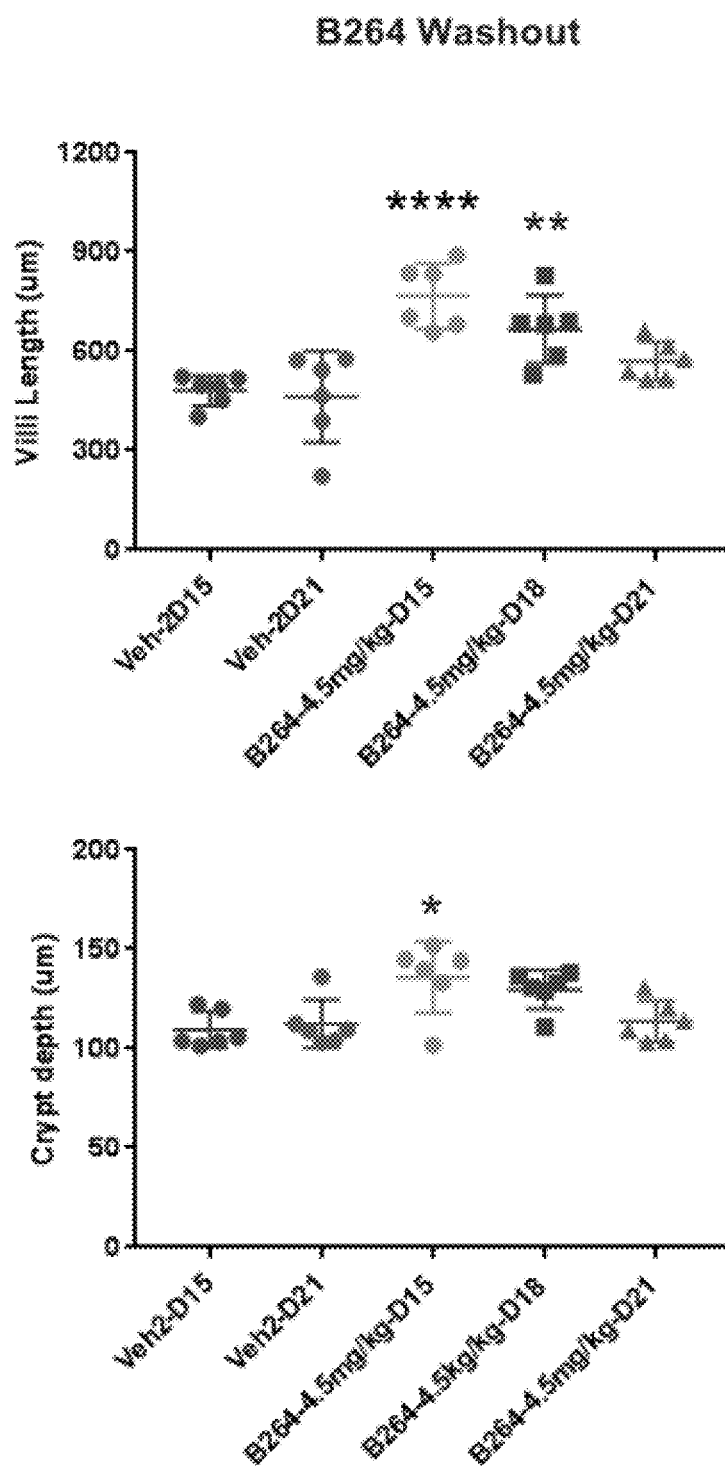 B264 Washout
1200
900
600
300
0
Villi Length (um)
****
**
Veh-2D15
Veh-2D21
B264-4.5mg/kg-D15
B264-4.5mg/kg-D18
B264-4.5mg/kg-D21
200
150
100
50
0
Crypt depth (um)
*
Veh2-D15
Veh2-D21
B264-4.5mg/kg-D15
B264-4.5kg/kg-D18
B264-4.5mg/kg-D21